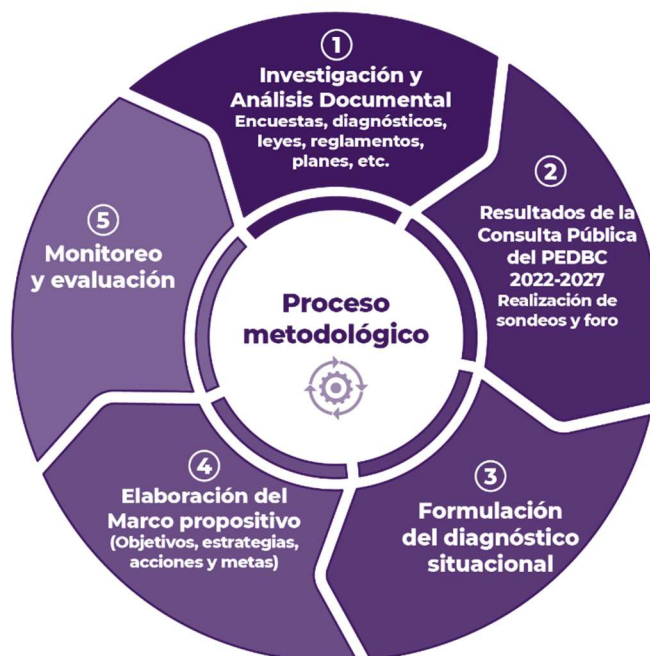 1
Investigación y
Análisis Documental
Encuestas, diagnósticos,
leyes, reglamentos,
planes, etc.
2
Resultados de la
Consulta Pública
del PEDBC
2022-2027
Realización de
sondeos y foro
3
Formulación
del diagnóstico
situacional
4
Elaboración del
Marco propositivo
(Objetivos, estrategias,
acciones y metas)
5
Monitoreo
y evaluación
Proceso
metodológico